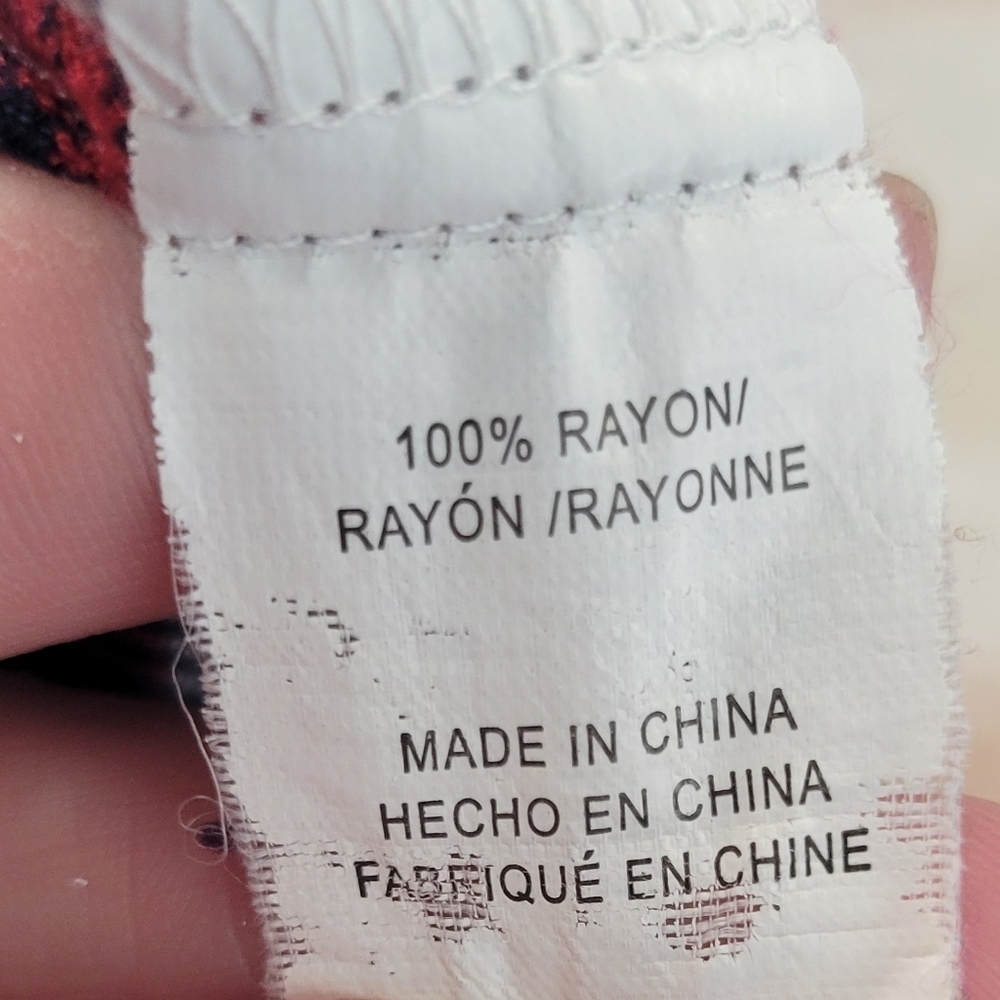 100% RAYON/
RAYÓN /RAYONNE
MADE IN CHINA
HECHO EN CHINA
FABRIQUÉ EN CHINE